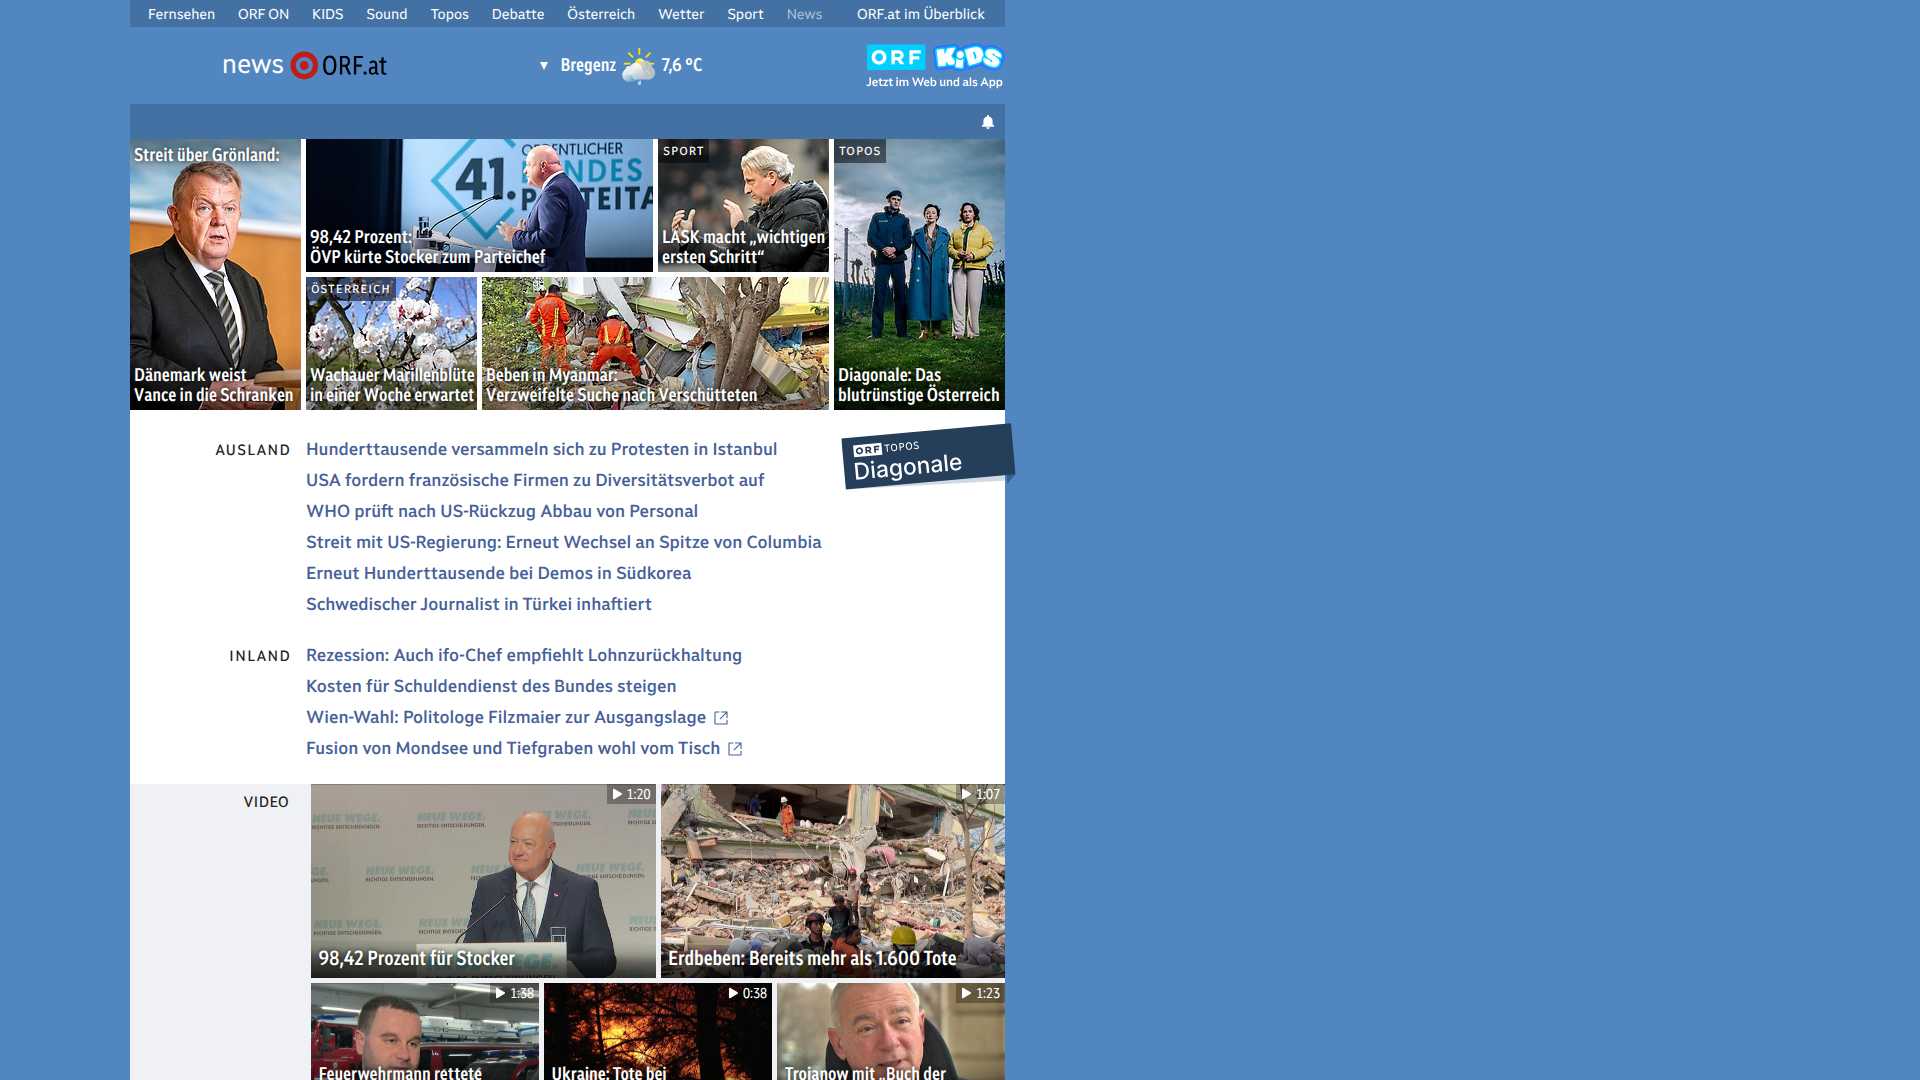 Fernsehen ORF ON KIDS Sound Topos Debatte Österreich Wetter Sport News ORF.at im Überblick
news ORF.at
Bregenz 7,6 °C
ORF KiDS
Jetzt im Web und als App
Streit über Grönland:
Dänemark weist
Vance in die Schranken
41.
98,42 Prozent:
ÖVP kürte Stocker zum Parteichef
SPORT
LASK macht „wichtigen
ersten Schritt“
TOPOS
Diagonale: Das
blutrünstige Österreich
ÖSTERREICH
Wachauer Marillenblüte
in einer Woche erwartet
Beben in Myanmar:
Verzweifelte Suche nach Verschütteten
AUSLAND
Hunderttausende versammeln sich zu Protesten in Istanbul
USA fordern französische Firmen zu Diversitätsverbot auf
WHO prüft nach US-Rückzug Abbau von Personal
Streit mit US-Regierung: Erneut Wechsel an Spitze von Columbia
Erneut Hunderttausende bei Demos in Südkorea
Schwedischer Journalist in Türkei inhaftiert
ORF TOPOS
Diagonale
INLAND
Rezession: Auch ifo-Chef empfiehlt Lohnzurückhaltung
Kosten für Schuldendienst des Bundes steigen
Wien-Wahl: Politologe Filzmaier zur Ausgangslage
Fusion von Mondsee und Tiefgraben wohl vom Tisch
VIDEO
1:20
NEUE WEGE.
RICHTIGE ENTSCHEIDUNGEN.
98,42 Prozent für Stocker
1:07
Erdbeben: Bereits mehr als 1.600 Tote
1:38
Feuerwehrmann rettete
0:38
Ukraine: Tote bei
1:23
Trojanow mit „Buch der